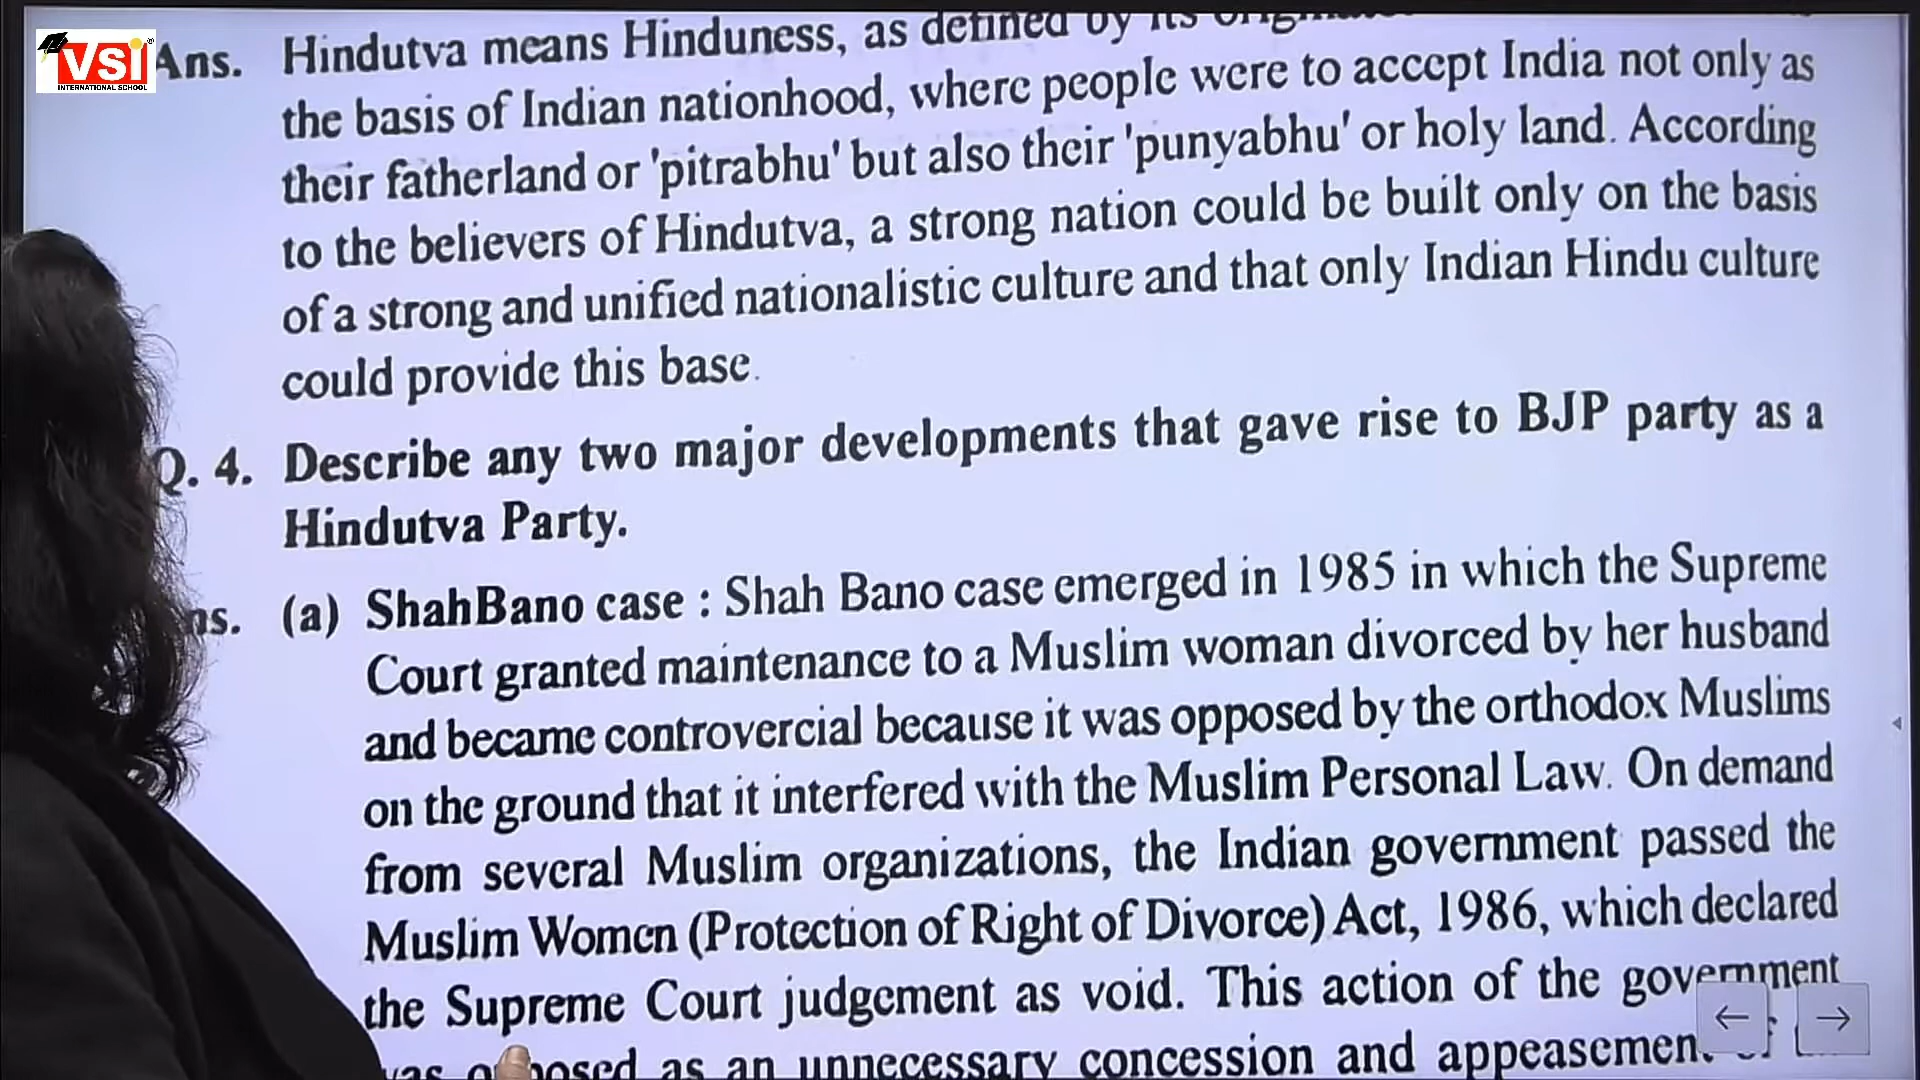 VSI
INTERNATIONAL SCHOOL
Ans. Hindutva means Hinduness, as defined by its
the basis of Indian nationhood, where people were to accept India not only as
their fatherland or 'pitrabhu' but also their 'punyabhu' or holy land. According
to the believers of Hindutva, a strong nation could be built only on the basis
of a strong and unified nationalistic culture and that only Indian Hindu culture
could provide this base.
Q. 4. Describe any two major developments that gave rise to BJP party as a
Hindutva Party.
ns. (a) ShahBano case : Shah Bano case emerged in 1985 in which the Supreme
Court granted maintenance to a Muslim woman divorced by her husband
and became controvercial because it was opposed by the orthodox Muslims
on the ground that it interfered with the Muslim Personal Law. On demand
from several Muslim organizations, the Indian government passed the
Muslim Women (Protection of Right of Divorce) Act, 1986, which declared
the Supreme Court judgement as void. This action of the government
as an unnecessary concession and